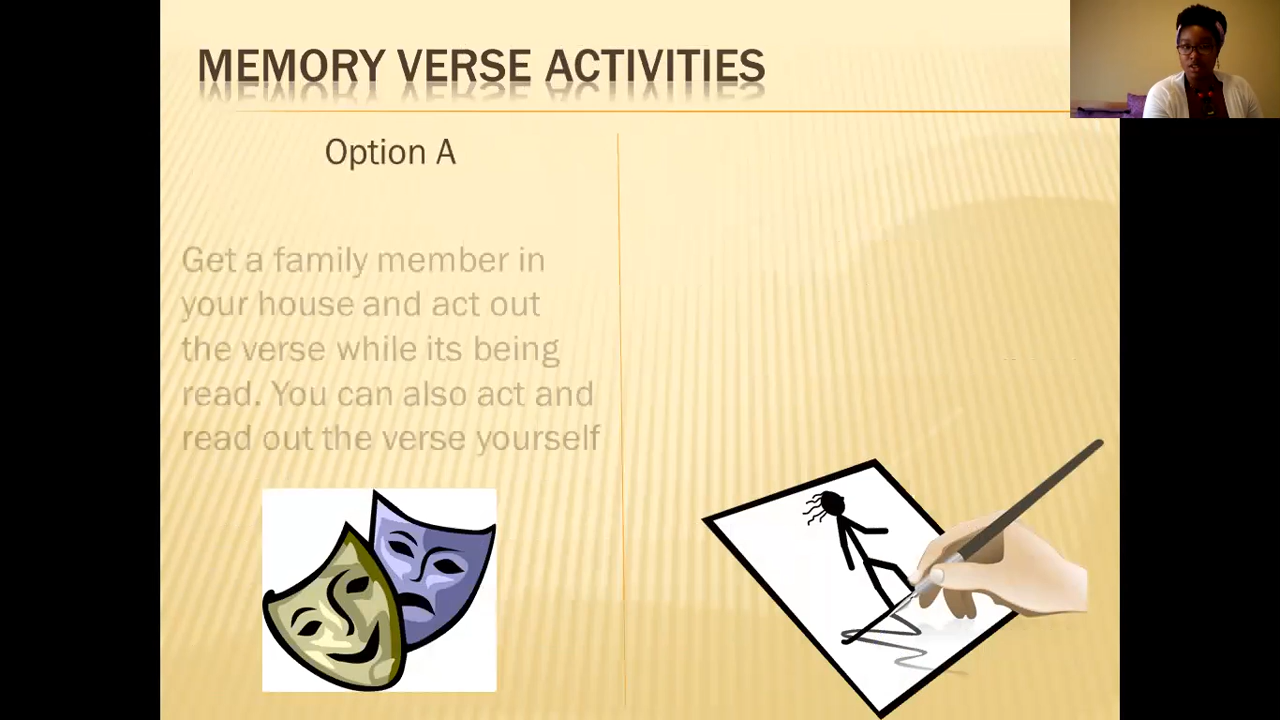 MEMORY VERSE ACTIVITIES
Option A
Get a family member in
your house and act out
the verse while its being
read. You can also act and
read out the verse yourself